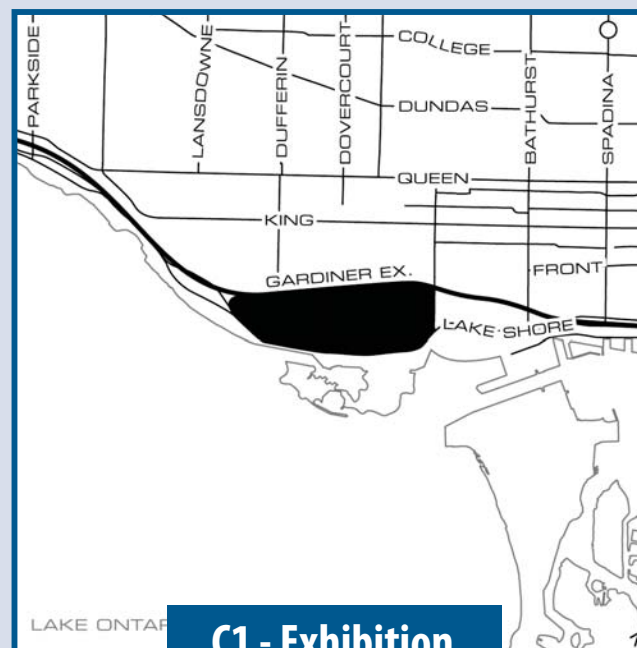 PARKSIDE
LANSDOWNE
DUFFERIN
DOVERCOURT
COLLEGE
DUNDAS
BATHURST
SPADINA
QUEEN
KING
GARDINER EX.
FRONT
LAKE SHORE
LAKE ONTAR
C1 - Exhibition